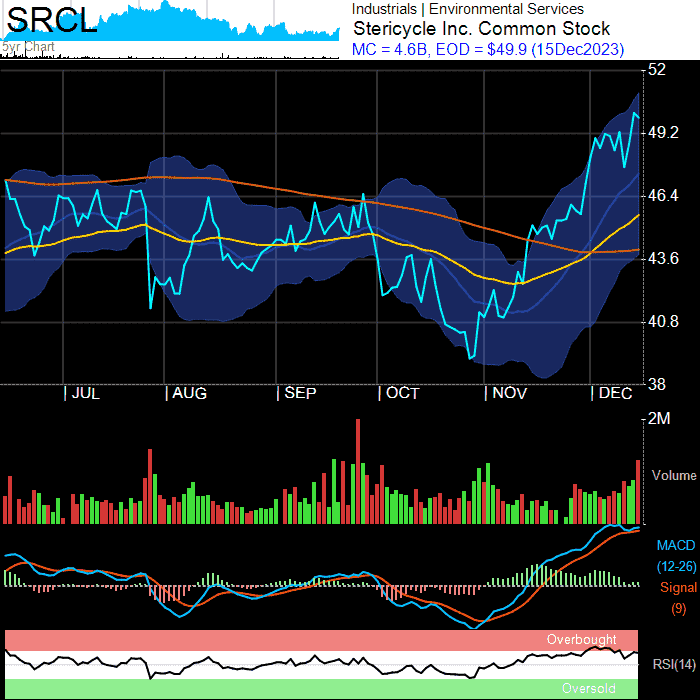 SRCL
5yr Chart
Industrials | Environmental Services
Stericycle Inc. Common Stock
MC = 4.6B, EOD = $49.9 (15Dec2023)
52
49.2
46.4
43.6
40.8
38
JUL AUG SEP OCT NOV DEC
2M
Volume
MACD
(12-26)
Signal
(9)
Overbought
RSI(14)
Oversold